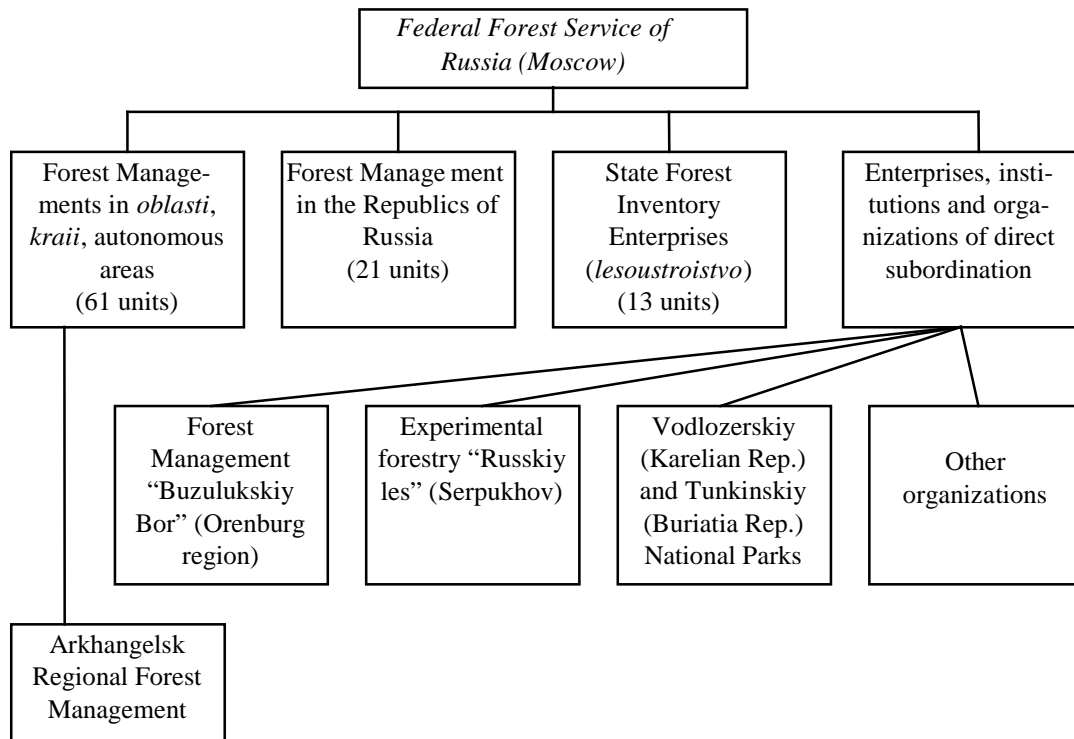 Federal Forest Service of
Russia (Moscow)
Forest Manage-
ments in oblasti,
kraii, autonomous
areas
(61 units)
Forest Manage ment
in the Republics of
Russia
(21 units)
State Forest
Inventory
Enterprises
(lesoustroistvo)
(13 units)
Enterprises, insti-
tutions and orga-
nizations of direct
subordination
Forest
Management
“Buzulukskiy
Bor” (Orenburg
region)
Experimental
forestry “Russkiy
les” (Serpukhov)
Vodlozerskiy
(Karelian Rep.)
and Tunkinskiy
(Buriatia Rep.)
National Parks
Other
organizations
Arkhangelsk
Regional Forest
Management